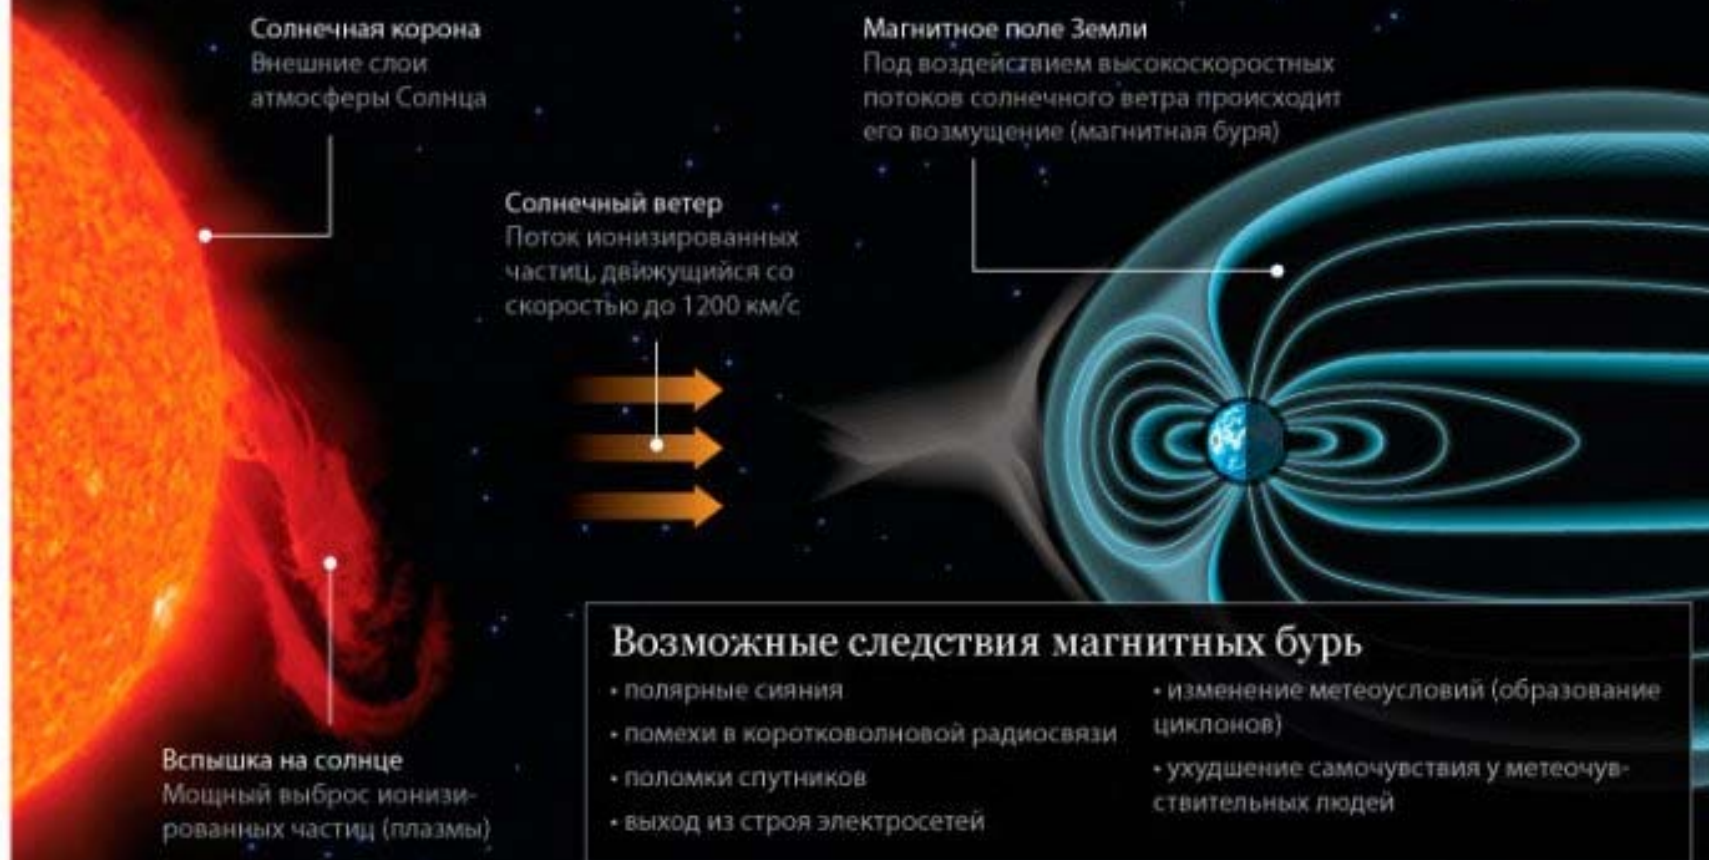 Солнечная корона
Внешние слои
атмосферы Солнца
Магнитное поле Земли
Под воздействием высокоскоростных
потоков солнечного ветра происходит
его возмущение (магнитная буря)
Солнечный ветер
Поток ионизированных
частиц, движущийся со
скоростью до 1200 км/с
Вспышка на солнце
Мощный выброс ионизи-
рованных частиц (плазмы)
Возможные следствия магнитных бурь
• полярные сияния
• помехи в коротковолновой радиосвязи
• поломки спутников
• выход из строя электросетей
• изменение метеоусловий (образование
циклонов)
• ухудшение самочувствия у метеочув-
ствительных людей